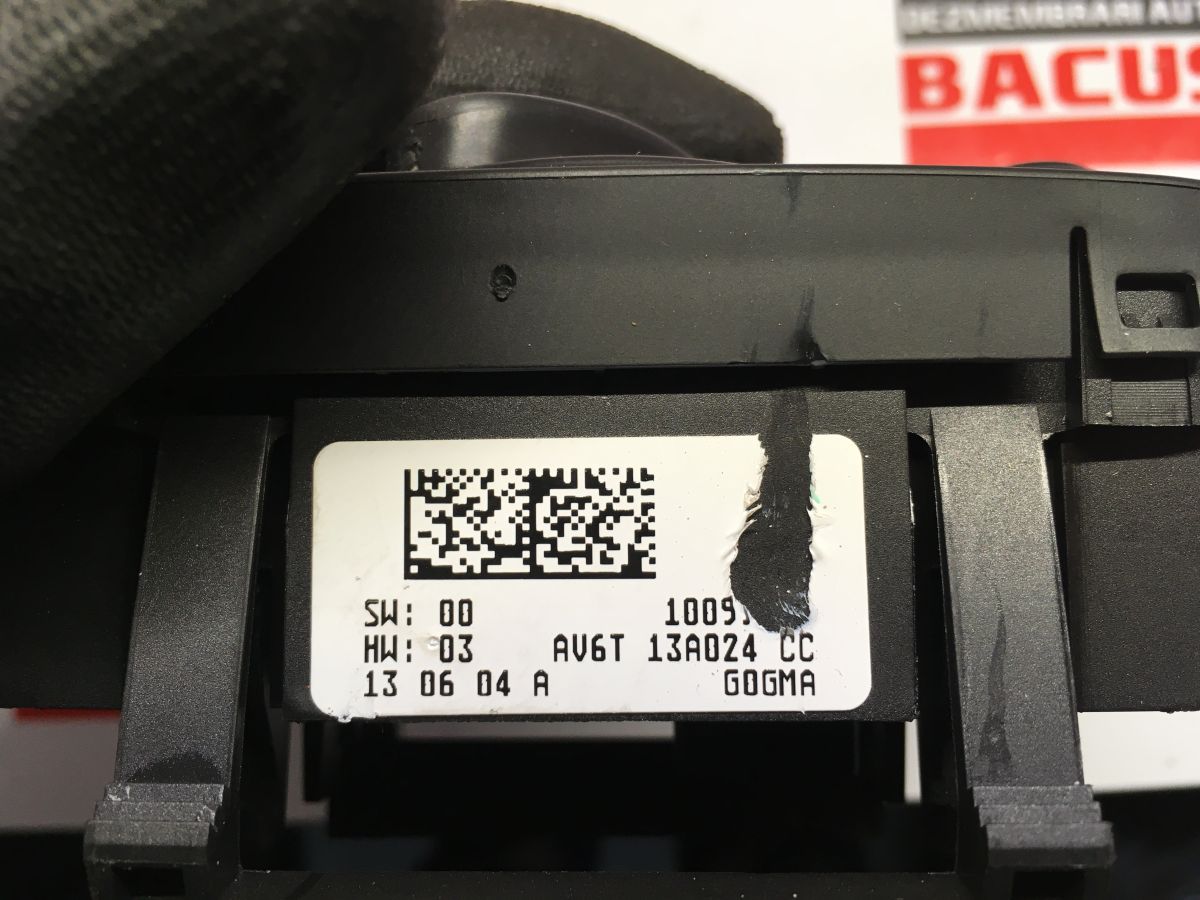 BACUS
SW: 00
HW: 03 AV6T 13A024 CC
13 06 04 A GOGMA